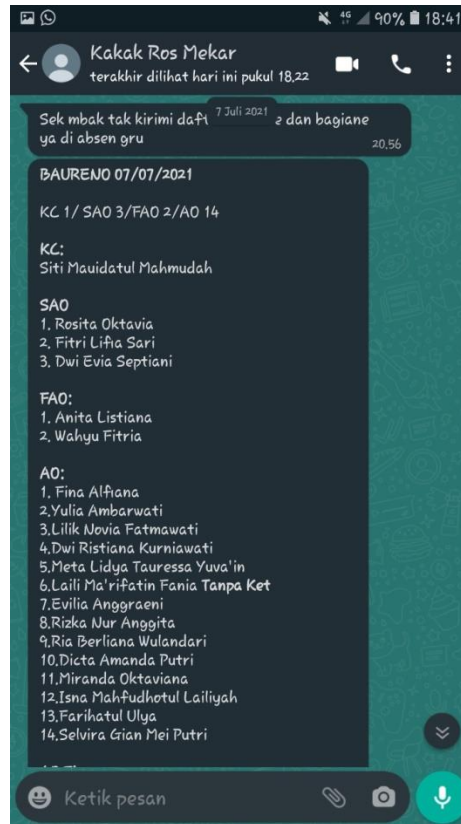 4G 90% 18:41
Kakak Ros Mekar
terakhir dilihat hari ini pukul 18.22
7 Juli 2021
Sek mbak tak kirimi daft e dan bagiane
ya di absen gru
20.56
BAURENO 07/07/2021
KC 1/ SAO 3/FAO 2/AO 14
KC:
Siti Mauidatul Mahmudah
SAO
1. Rosita Oktavia
2. Fitri Lifia Sari
3. Dwi Evia Septiani
FAO:
1. Anita Listiana
2. Wahyu Fitria
AO:
1. Fina Alfiana
2.Yulia Ambarwati
3.Lilik Novia Fatmawati
4.Dwi Ristiana Kurniawati
5.Meta Lidya Tauressa Yuva'in
6.Laili Ma'rifatin Fania Tanpa Ket
7.Evilia Anggraeni
8.Rizka Nur Anggita
9.Ria Berliana Wulandari
10.Dicta Amanda Putri
11.Miranda Oktaviana
12.Isna Mahfudhotul Lailiyah
13.Farihatul Ulya
14.Selvira Gian Mei Putri
Ketik pesan